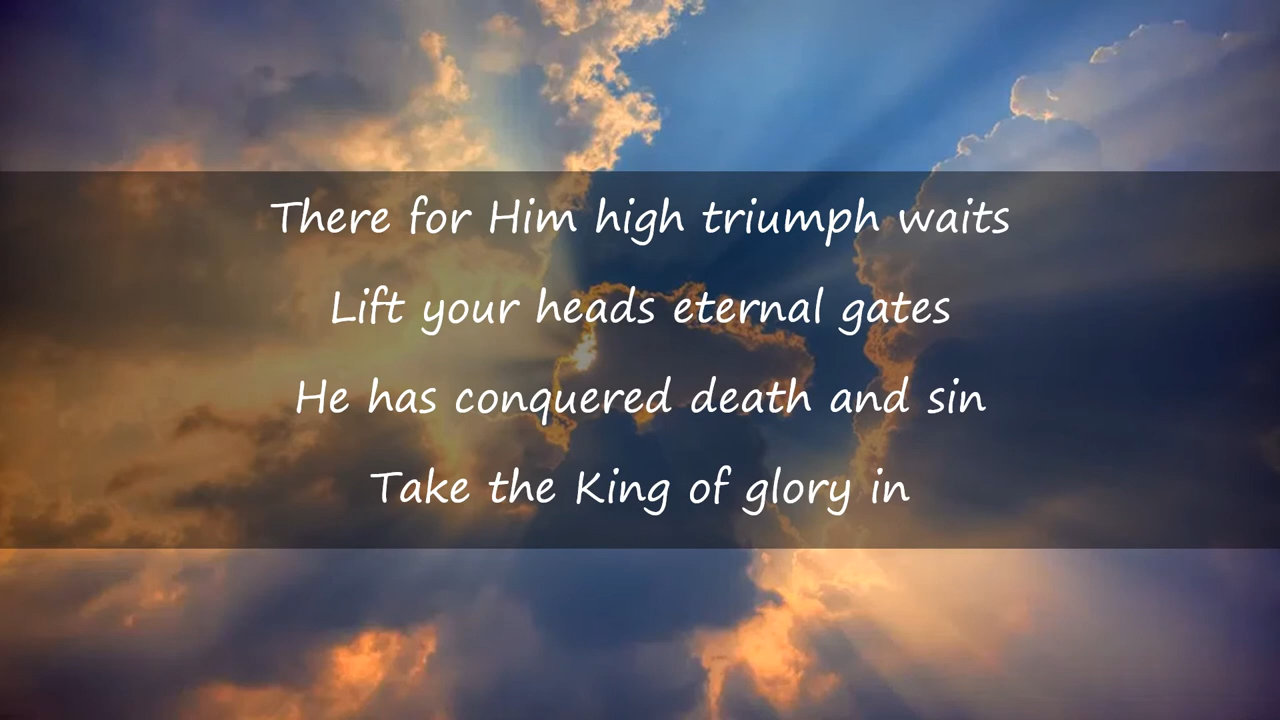 There for Him high triumph waits
Lift your heads eternal gates
He has conquered death and sin
Take the King of glory in